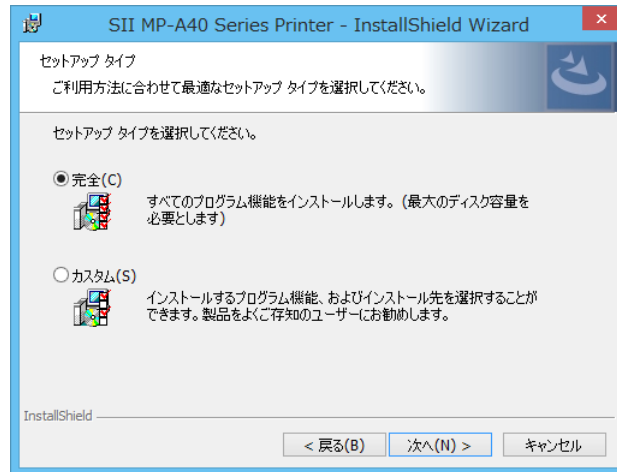 SII MP-A40 Series Printer - InstallShield Wizard
セットアップ タイプ
ご利用方法に合わせて最適なセットアップ タイプを選択してください。
セットアップ タイプを選択してください。
完全(C)
すべてのプログラム機能をインストールします。(最大のディスク容量を
必要とします)
カスタム(S)
インストールするプログラム機能、およびインストール先を選択することが
できます。製品をよくご存知のユーザーにお勧めします。
InstallShield
< 戻る(B) 次へ(N) > キャンセル